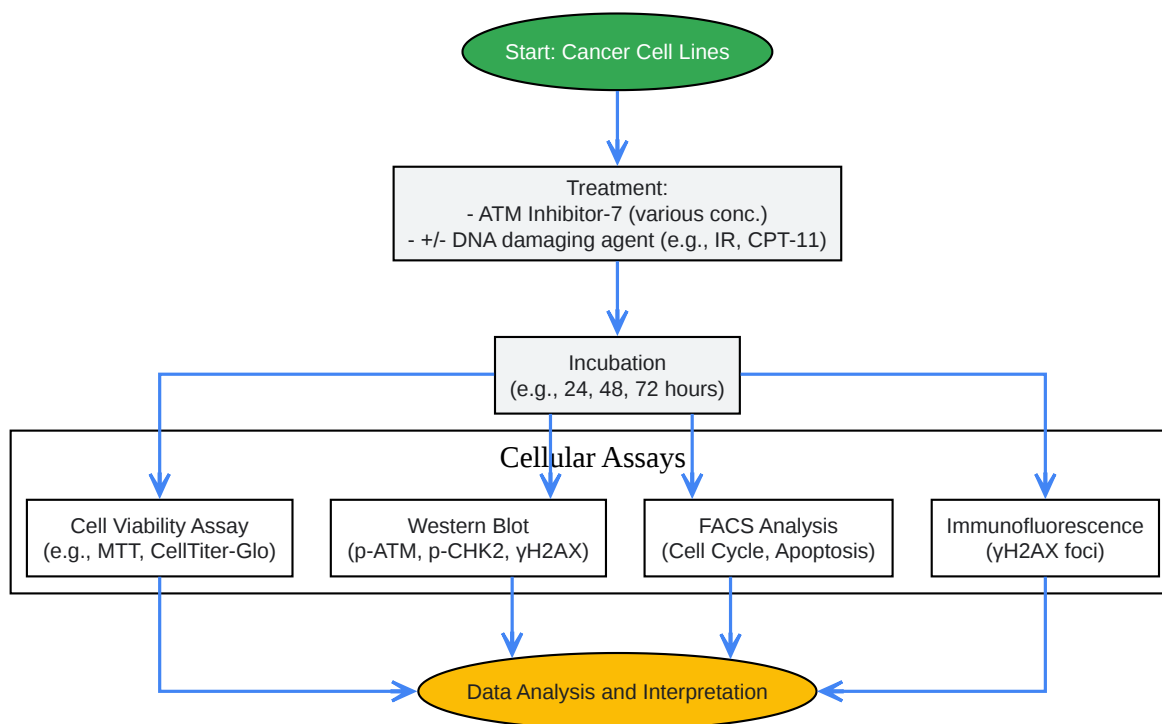 Start: Cancer Cell Lines
Treatment:
- ATM Inhibitor-7 (various conc.)
- +/- DNA damaging agent (e.g., IR, CPT-11)
Incubation
(e.g., 24, 48, 72 hours)
Cellular Assays
Cell Viability Assay
(e.g., MTT, CellTiter-Glo)
Western Blot
(p-ATM, p-CHK2, γH2AX)
FACS Analysis
(Cell Cycle, Apoptosis)
Immunofluorescence
(γH2AX foci)
Data Analysis and Interpretation